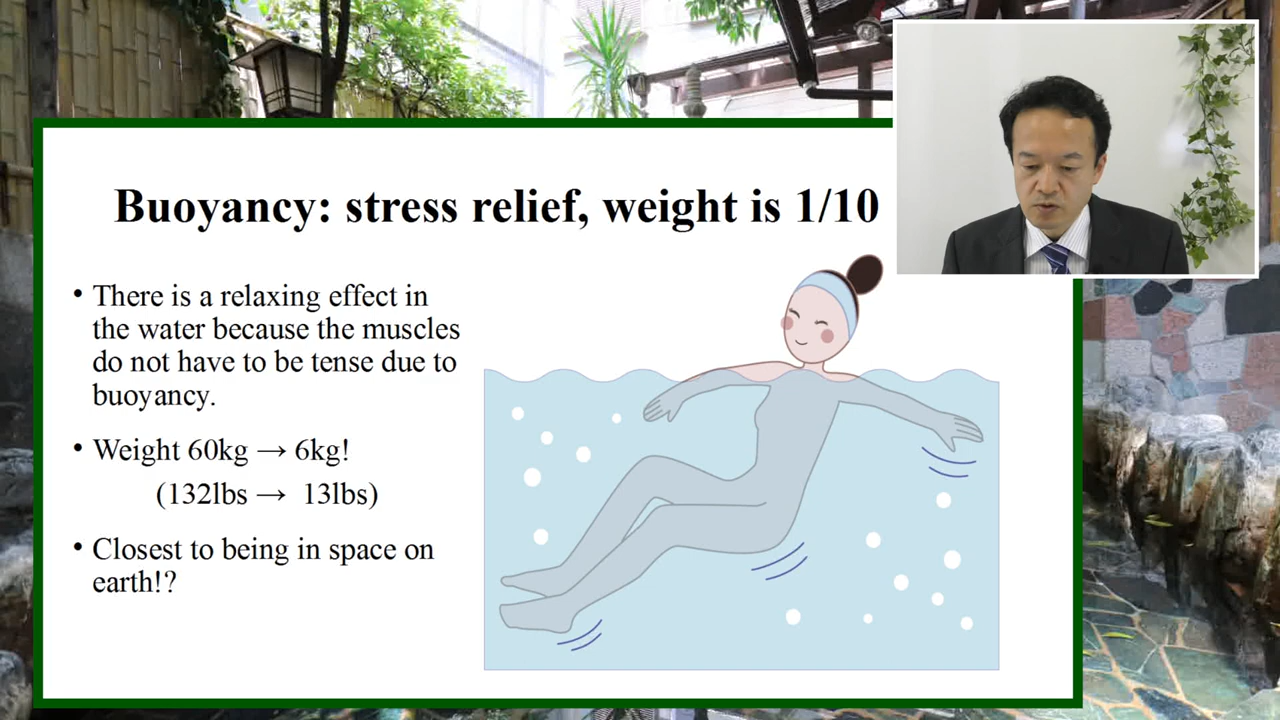 Buoyancy: stress relief, weight is 1/10
• There is a relaxing effect in
the water because the muscles
do not have to be tense due to
buoyancy.
• Weight 60kg → 6kg!
(132lbs → 13lbs)
• Closest to being in space on
earth!?